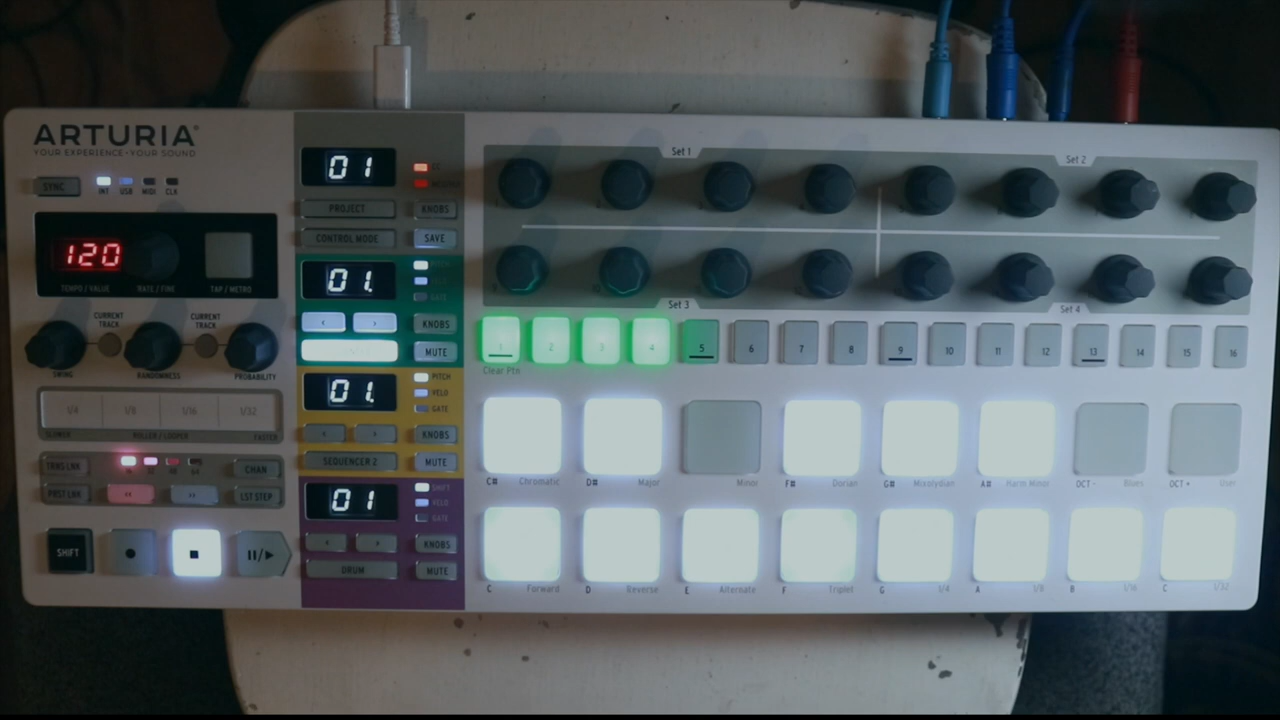 ARTURIA
YOUR EXPERIENCE • YOUR SOUND
SYNC
INT USB MIDI CLK
120
TEMPO / VALUE RATE / FINE TAP / METRO
CURRENT TRACK CURRENT TRACK
SWING RANDOMNESS PROBABILITY
1/4 1/8 1/16 1/32
SLOWER ROLLER / LOOPER FASTER
TRNS LNK CHAN
PRST LNK LST STEP
SHIFT
01
PROJECT KNOBS
CONTROL MODE SAVE
01.
GATE
KNOBS
MUTE
01.
PITCH
VELO
GATE
KNOBS
SEQUENCER 2 MUTE
01
SHIFT
VELO
GATE
KNOBS
DRUM MUTE
Set 1 Set 2
Set 3 Set 4
1 2 3 4 5 6 7 8 9 10 11 12 13 14 15 16
Clear Ptn
C# Chromatic D# Major Minor F# Dorian G# Mixolydian A# Harm Minor OCT - Blues OCT + User
C Forward D Reverse E Alternate F Triplet G 1/4 A 1/8 B 1/16 C 1/32